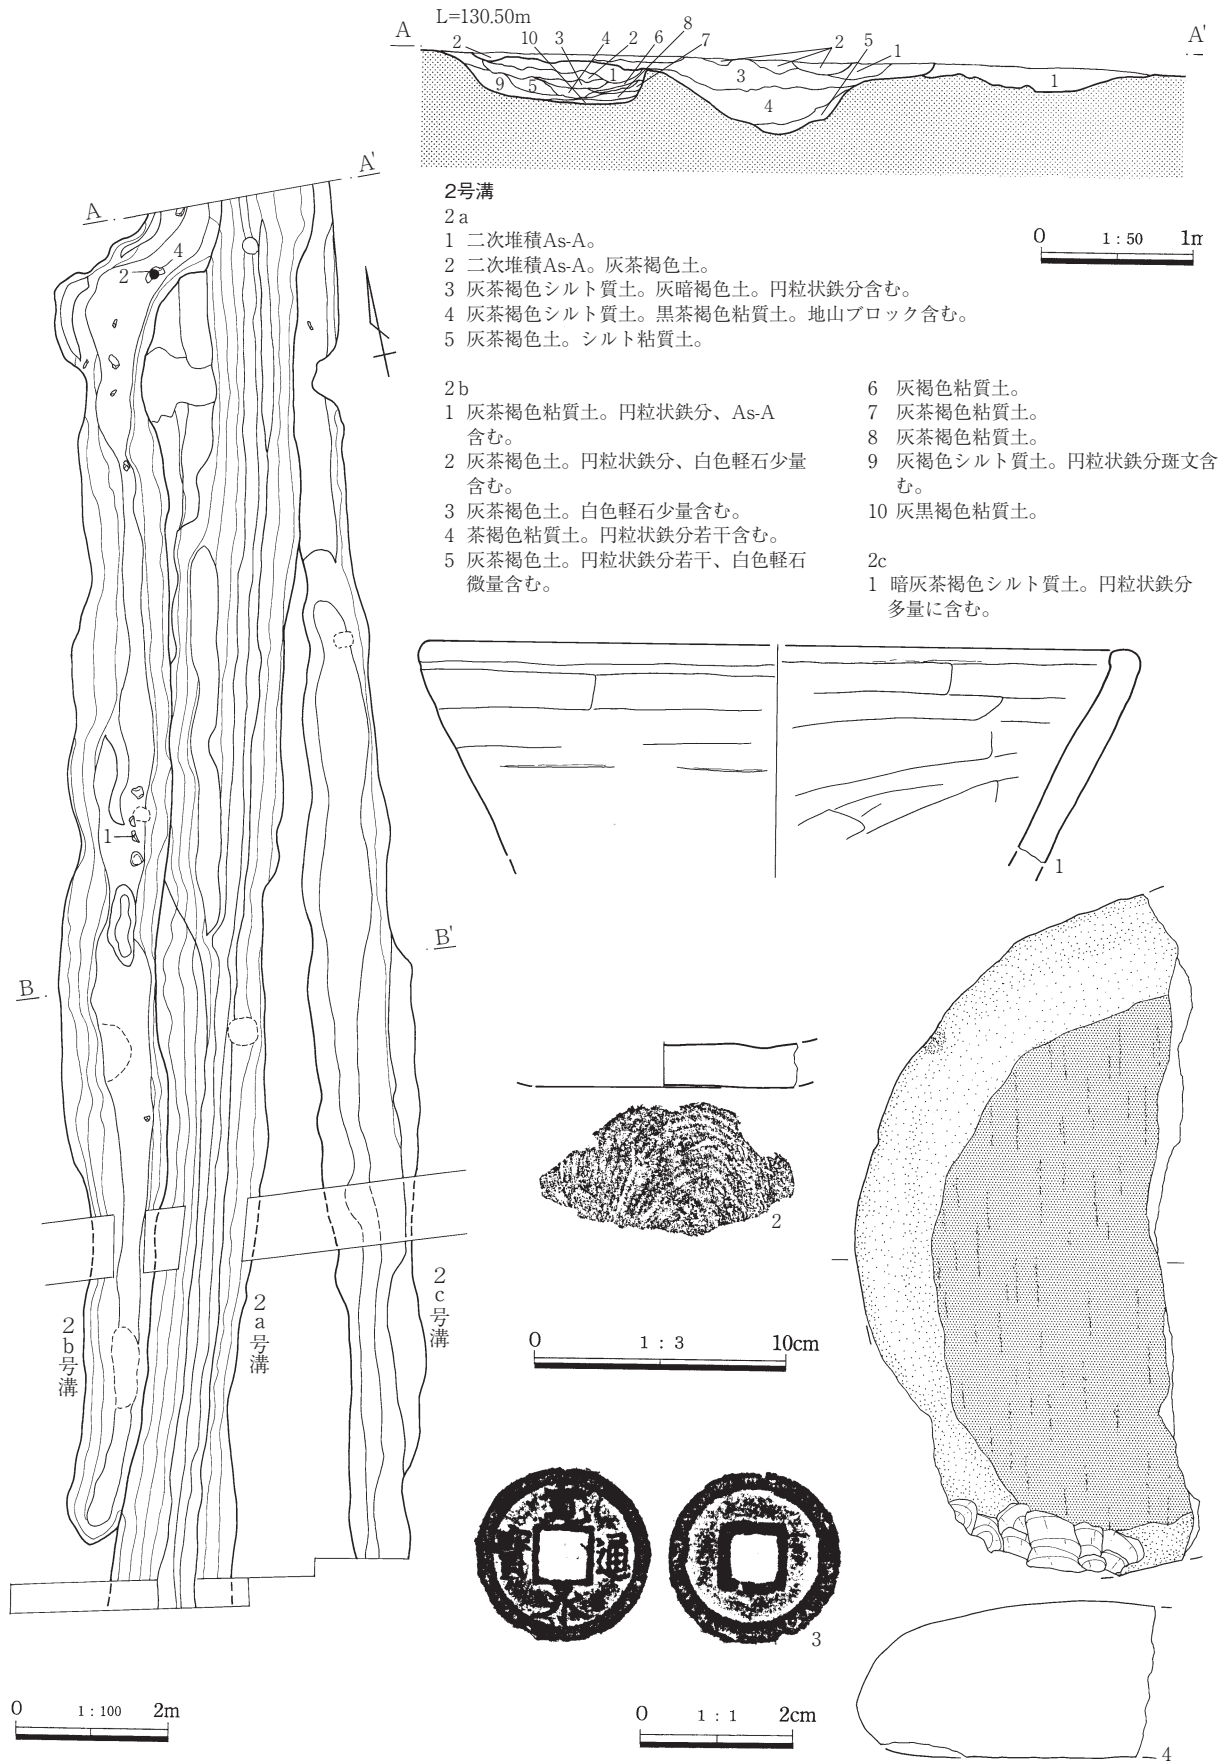 L=130.50m
A
A'
2
10
3
4
2
6
8
7
2
5
1
9
5
1
3
4
1
A
A'
2号溝
2a
1 二次堆積As-A。
2 二次堆積As-A。灰茶褐色土。
3 灰茶褐色シルト質土。灰暗褐色土。円粒状鉄分含む。
4 灰茶褐色シルト質土。黒茶褐色粘質土。地山ブロック含む。
5 灰茶褐色土。シルト粘質土。
0 1:50 1m
2b
1 灰茶褐色粘質土。円粒状鉄分、As-A
含む。
2 灰茶褐色土。円粒状鉄分、白色軽石少量
含む。
3 灰茶褐色土。白色軽石少量含む。
4 茶褐色粘質土。円粒状鉄分若干含む。
5 灰茶褐色土。円粒状鉄分若干、白色軽石
微量含む。
6 灰褐色粘質土。
7 灰茶褐色粘質土。
8 灰茶褐色粘質土。
9 灰褐色シルト質土。円粒状鉄分斑文含
む。
10 灰黒褐色粘質土。
2c
1 暗灰茶褐色シルト質土。円粒状鉄分
多量に含む。
2
4
1
B
B'
2b号溝
2a号溝
2c号溝
1
2
0 1:3 10cm
寛
永
通
寳
3
4
0 1:100 2m
0 1:1 2cm